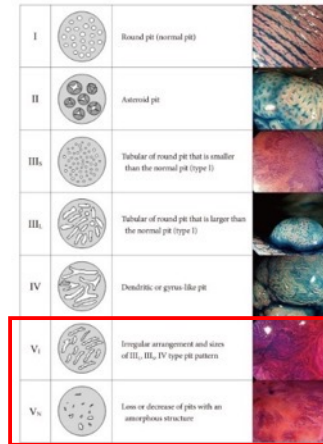 I
Round pit (normal pit)
II
Asteroid pit
IIIS
Tubular of round pit that is smaller
than the normal pit (type I)
IIIL
Tubular of round pit that is larger than
the normal pit (type I)
IV
Dendritic or gyrus-like pit
VI
Irregular arrangement and sizes
of IIIL, IIIS, IV type pit pattern
VN
Loss or decrease of pits with an
amorphous structure